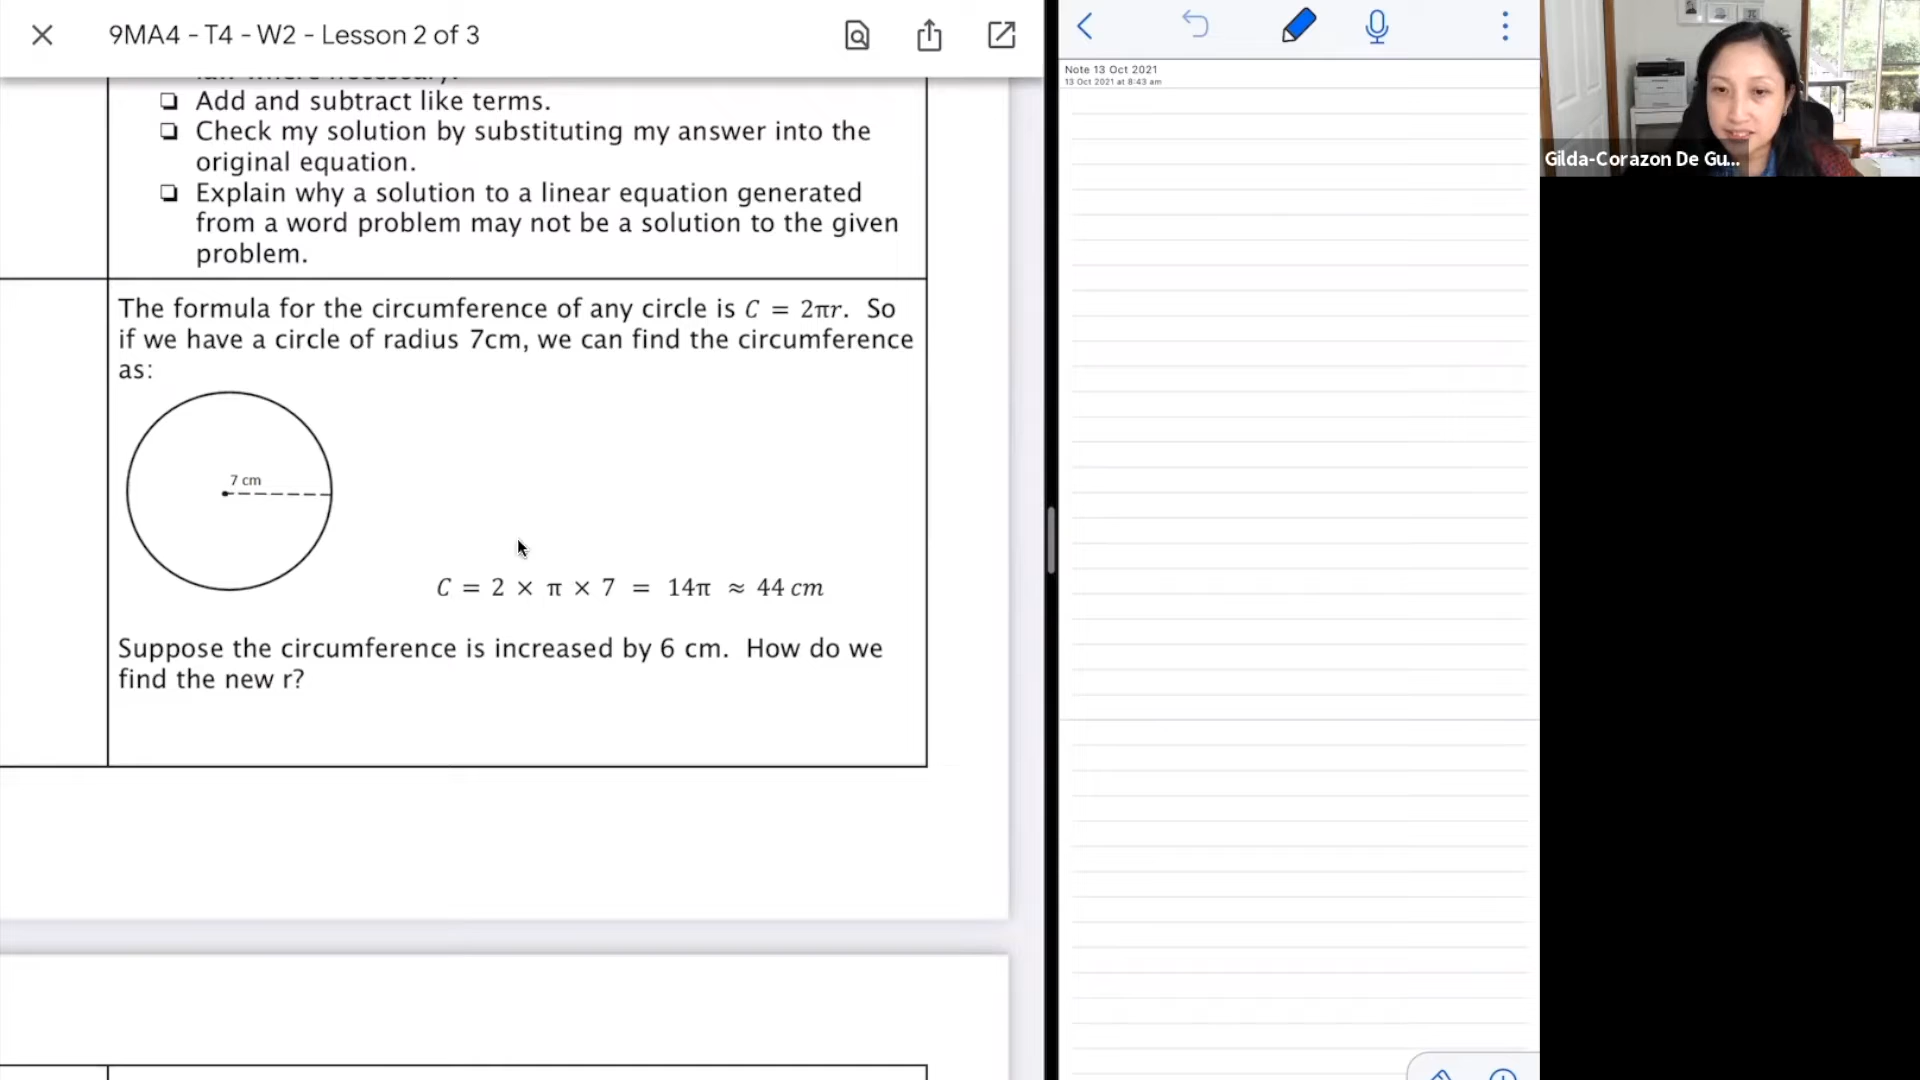 9MA4 - T4 - W2 - Lesson 2 of 3
law where necessary.
❏ Add and subtract like terms.
❏ Check my solution by substituting my answer into the
original equation.
❏ Explain why a solution to a linear equation generated
from a word problem may not be a solution to the given
problem.
The formula for the circumference of any circle is C = 2πr. So
if we have a circle of radius 7cm, we can find the circumference
as:
7 cm
C = 2 × π × 7 = 14π ≈ 44 cm
Suppose the circumference is increased by 6 cm. How do we
find the new r?
Note 13 Oct 2021
13 Oct 2021 at 8:43 am
Gilda-Corazon De Gu...